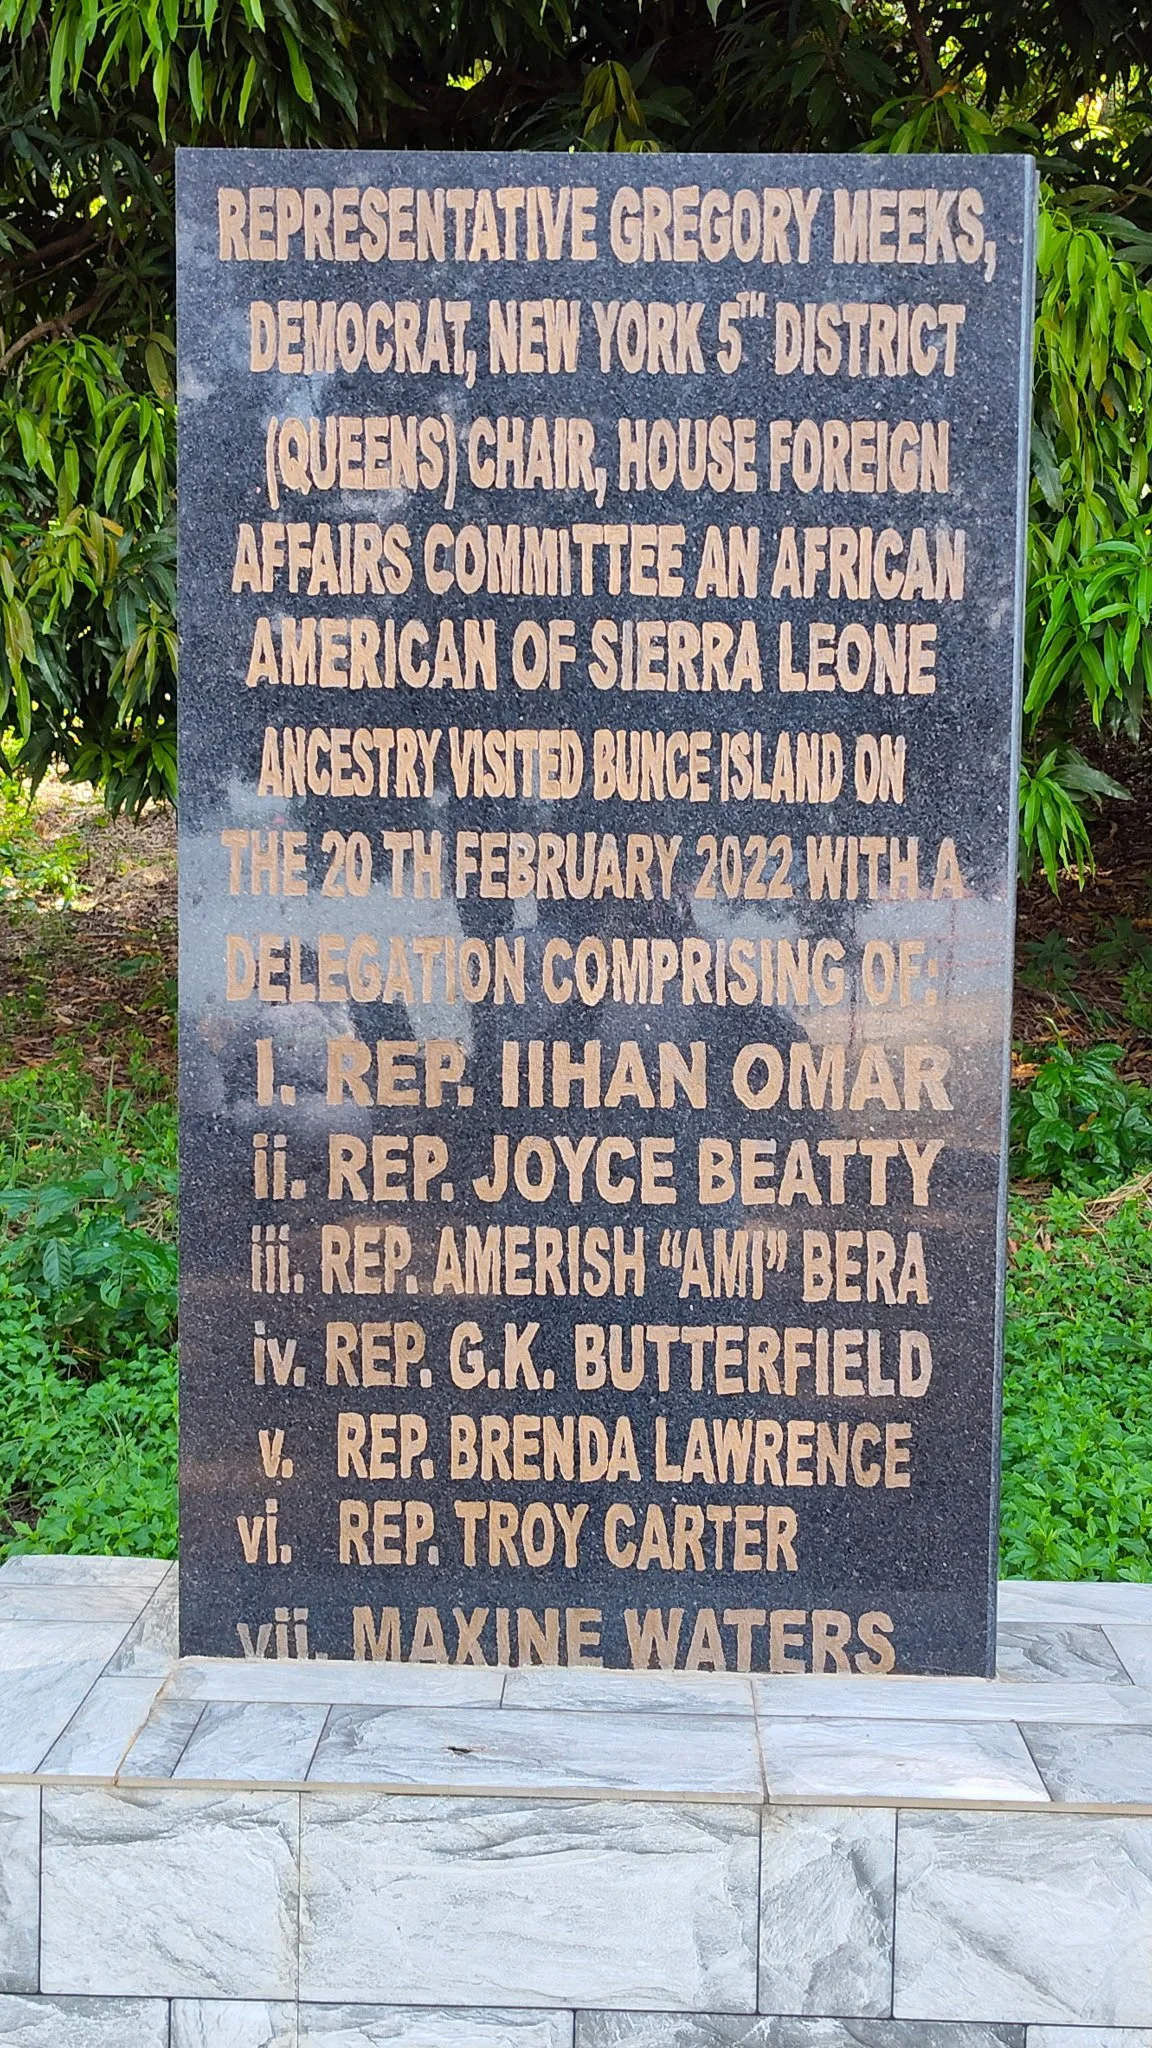 REPRESENTATIVE GREGORY MEEKS,
DEMOCRAT, NEW YORK 5TH DISTRICT
(QUEENS) CHAIR, HOUSE FOREIGN
AFFAIRS COMMITTEE AN AFRICAN
AMERICAN OF SIERRA LEONE
ANCESTRY VISITED BUNCE ISLAND ON
THE 20 TH FEBRUARY 2022 WITH A
DELEGATION COMPRISING OF:
I. REP. IIHAN OMAR
ii. REP. JOYCE BEATTY
iii. REP. AMERISH “AMI” BERA
iv. REP. G.K. BUTTERFIELD
v. REP. BRENDA LAWRENCE
vi. REP. TROY CARTER
vii. MAXINE WATERS